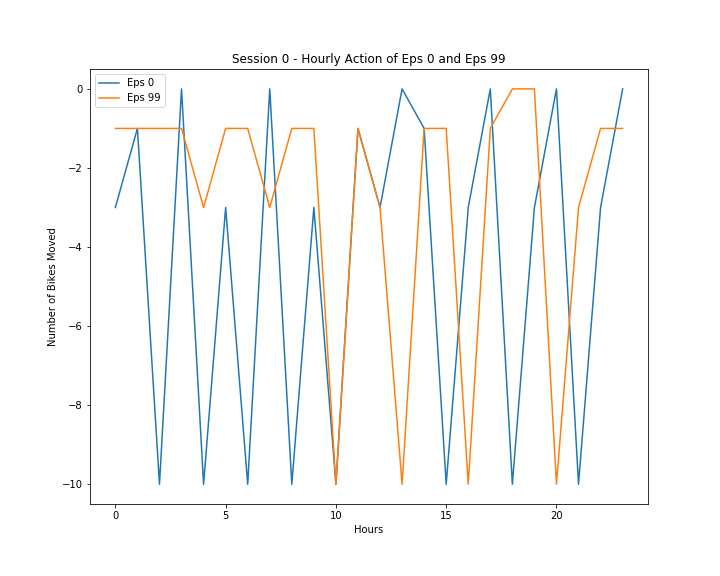 Session 0 - Hourly Action of Eps 0 and Eps 99
Eps 0
Eps 99
Number of Bikes Moved
0
−2
−4
−6
−8
−10
0
5
10
15
20
Hours